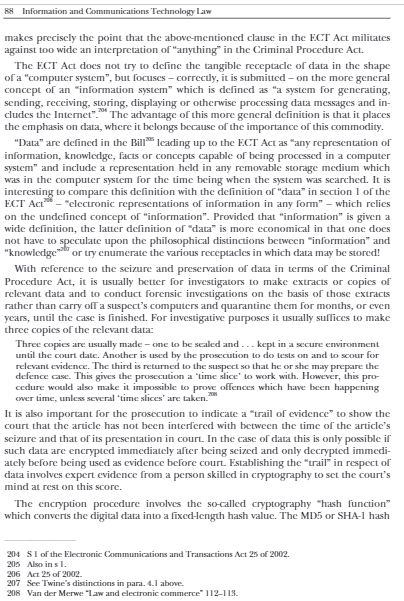 88 Information and Communications Technology Law
makes precisely the point that the above-mentioned clause in the ECT Act militates
against too wide an interpretation of “anything” in the Criminal Procedure Act.
The ECT Act does not try to define the tangible receptacle of data in the shape
of a “computer system”, but focuses – correctly, it is submitted – on the more general
concept of an “information system” which is defined as “a system for generating,
sending, receiving, storing, displaying or otherwise processing data messages and in-
cludes the Internet”.204 The advantage of this more general definition is that it places
the emphasis on data, where it belongs because of the importance of this commodity.
“Data” are defined in the Bill205 leading up to the ECT Act as “any representation of
information, knowledge, facts or concepts capable of being processed in a computer
system” and include a representation held in any removable storage medium which
was in the computer system for the time being when the system was searched. It is
interesting to compare this definition with the definition of “data” in section 1 of the
ECT Act206 – “electronic representations of information in any form” – which relies
on the undefined concept of “information”. Provided that “information” is given a
wide definition, the latter definition of “data” is more economical in that one does
not have to speculate upon the philosophical distinctions between “information” and
“knowledge”207 or try enumerate the various receptacles in which data may be stored!
With reference to the seizure and preservation of data in terms of the Criminal
Procedure Act, it is usually better for investigators to make extracts or copies of
relevant data and to conduct forensic investigations on the basis of those extracts
rather than carry off a suspect’s computers and quarantine them for months, or even
years, until the case is finished. For investigative purposes it usually suffices to make
three copies of the relevant data:
Three copies are usually made – one to be sealed and . . . kept in a secure environment
until the court date. Another is used by the prosecution to do tests on and to scour for
relevant evidence. The third is returned to the suspect so that he or she may prepare the
defence case. This gives the prosecution a ‘time slice’ to work with. However, this pro-
cedure would also make it impossible to prove offences which have been happening
over time, unless several ‘time slices’ are taken.208
It is also important for the prosecution to indicate a “trail of evidence” to show the
court that the article has not been interfered with between the time of the article’s
seizure and that of its presentation in court. In the case of data this is only possible if
such data are encrypted immediately after being seized and only decrypted immedi-
ately before being used as evidence before court. Establishing the “trail” in respect of
data involves expert evidence from a person skilled in cryptography to set the court’s
mind at rest on this score.
The encryption procedure involves the so-called cryptography “hash function”
which converts the digital data into a fixed-length hash value. The MD5 or SHA-1 hash
204 S 1 of the Electronic Communications and Transactions Act 25 of 2002.
205 Also in s 1.
206 Act 25 of 2002.
207 See Twine’s distinctions in para. 4.1 above.
208 Van der Merwe “Law and electronic commerce” 112–113.